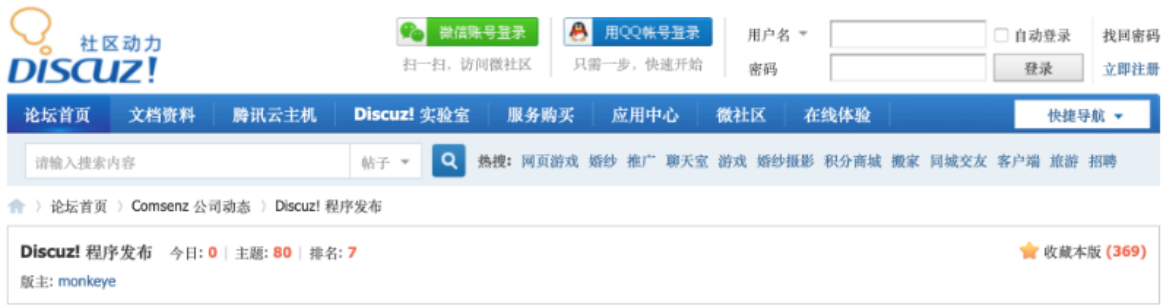 社区动力
DISCUZ!
微信账号登录
扫一扫，访问微社区
用QQ帐号登录
只需一步，快速开始
用户名
自动登录
找回密码
密码
登录
立即注册
论坛首页 文档资料 腾讯云主机 Discuz! 实验室 服务购买 应用中心 微社区 在线体验 快捷导航
请输入搜索内容 帖子 热搜: 网页游戏 婚纱 推广 聊天室 游戏 婚纱摄影 积分商城 搬家 同城交友 客户端 旅游 招聘
论坛首页 〉 Comsenz 公司动态 〉 Discuz! 程序发布
Discuz! 程序发布 今日: 0 | 主题: 80 | 排名: 7 收藏本版 (369)
版主: monkeye